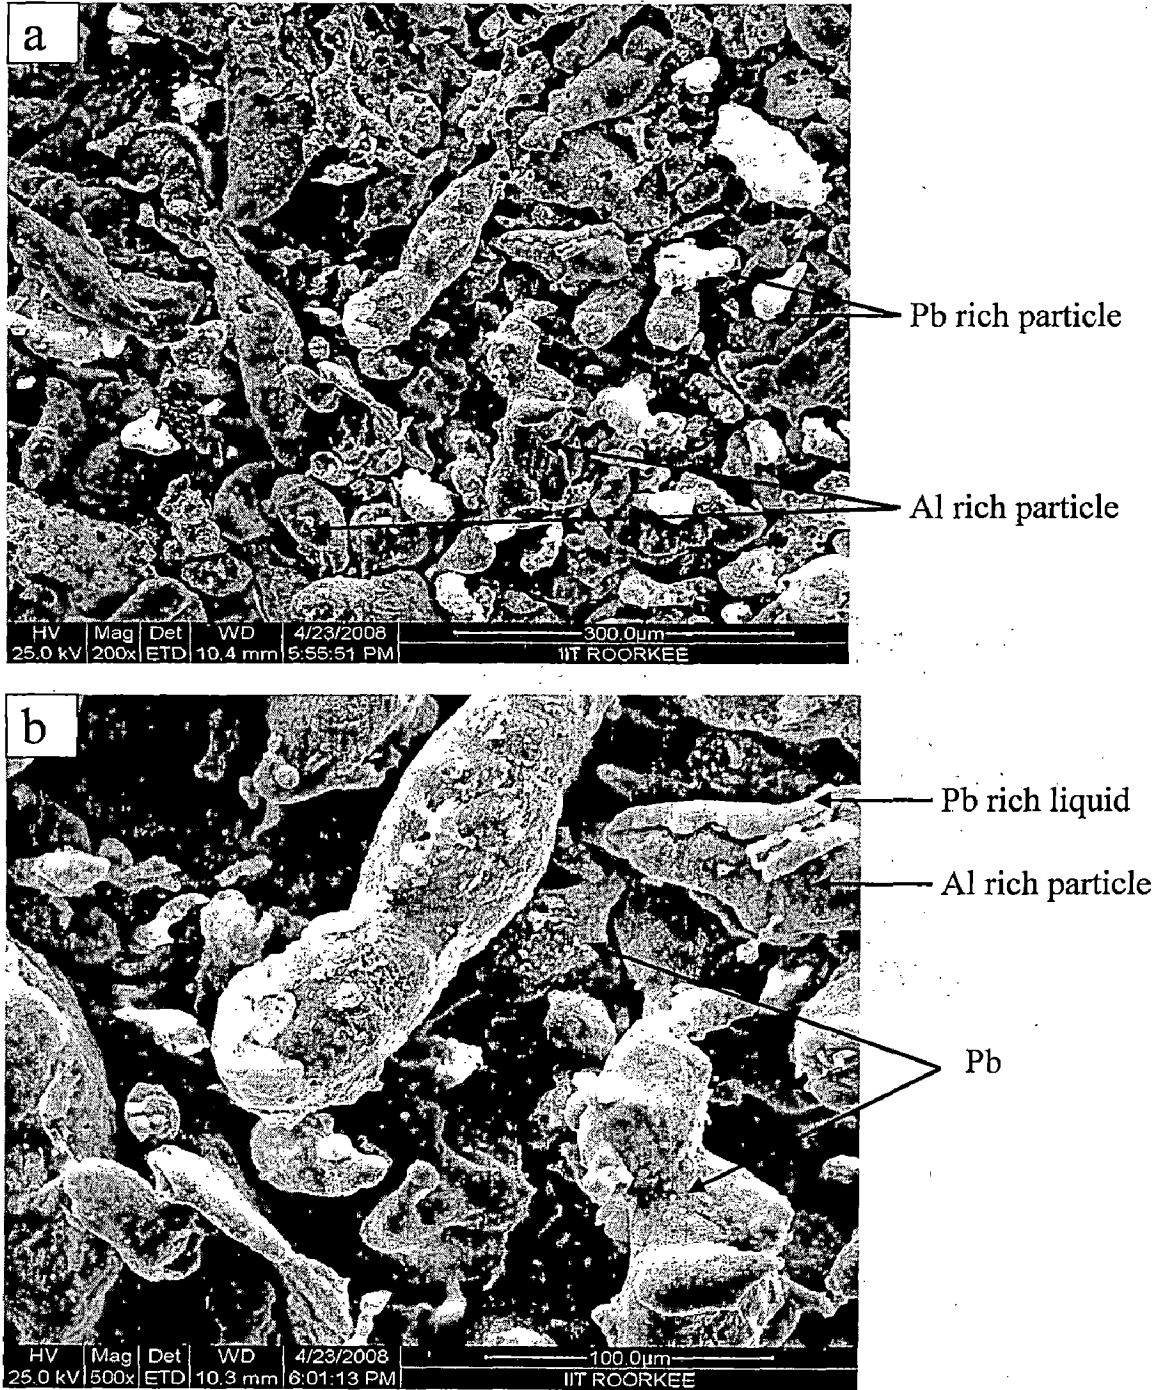 a
Pb rich particle
Al rich particle
HV Mag Det WD 4/23/2008 300.0µm
25.0 kV 200x ETD 10.4 mm 5:55:51 PM IIT ROORKEE
b
Pb rich liquid
Al rich particle
Pb
HV Mag Det WD 4/23/2008 100.0µm
25.0 kV 500x ETD 10.3 mm 6:01:13 PM IIT ROORKEE